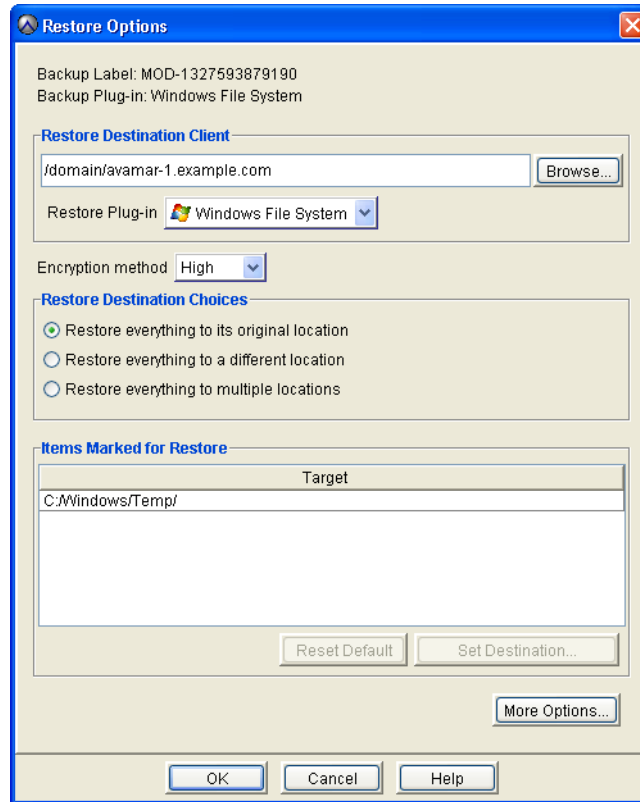 Restore Options
Backup Label: MOD-1327593879190
Backup Plug-in: Windows File System
Restore Destination Client
/domain/avamar-1.example.com
Browse...
Restore Plug-in Windows File System
Encryption method High
Restore Destination Choices
Restore everything to its original location
Restore everything to a different location
Restore everything to multiple locations
Items Marked for Restore
Target
C:/Windows/Temp/
Reset Default Set Destination...
More Options...
OK Cancel Help